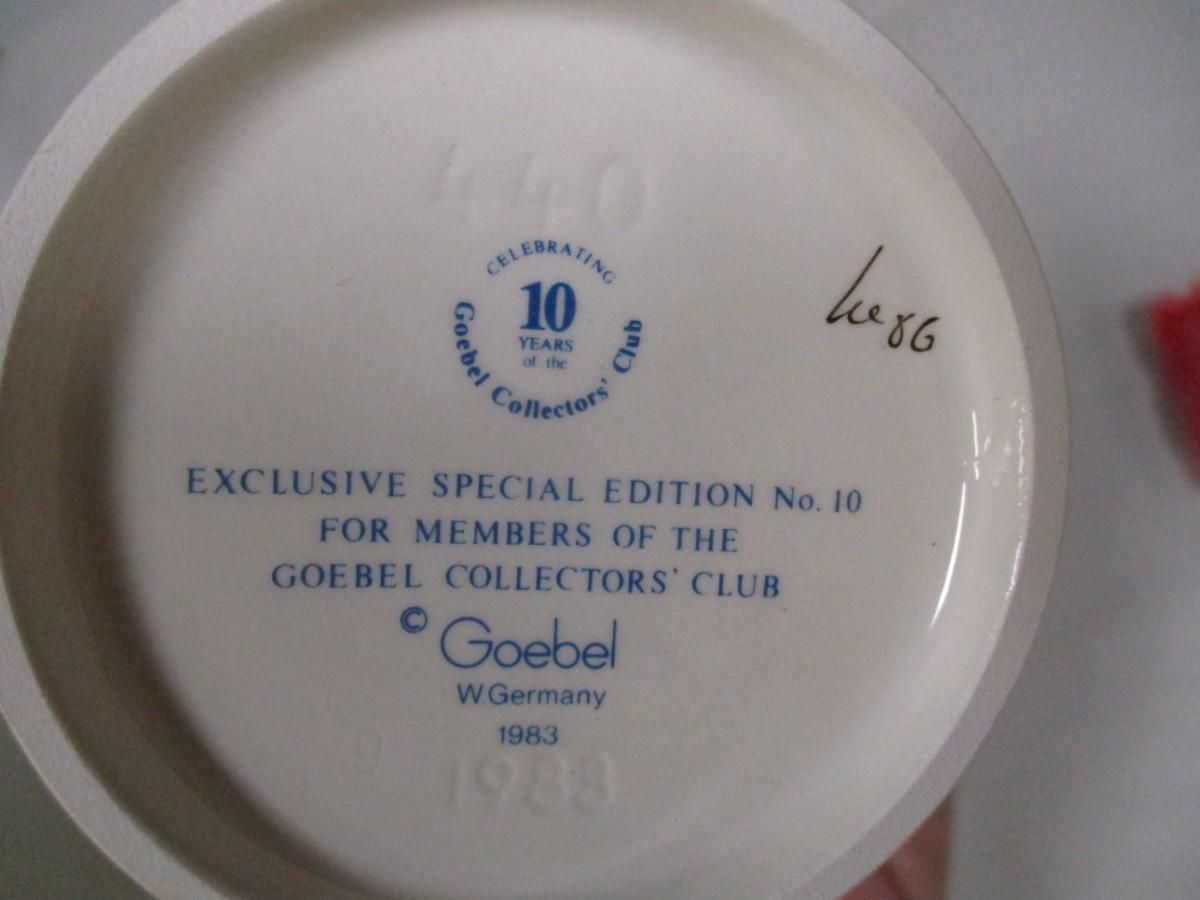 440
CELEBRATING
10
YEARS
of the
Goebel Collectors' Club
EXCLUSIVE SPECIAL EDITION No. 10
FOR MEMBERS OF THE
GOEBEL COLLECTORS' CLUB
© Goebel
W.Germany
1983
9
1983